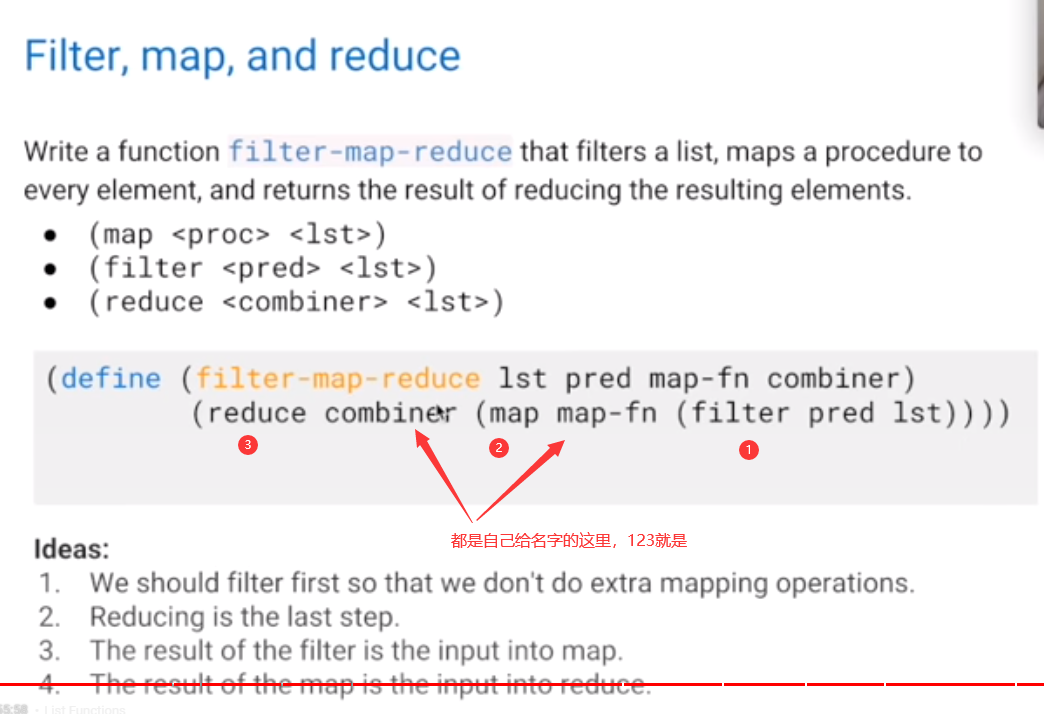 Filter, map, and reduce
Write a function filter-map-reduce that filters a list, maps a procedure to
every element, and returns the result of reducing the resulting elements.
● (map <proc> <lst>)
● (filter <pred> <lst>)
● (reduce <combiner> <lst>)
(define (filter-map-reduce lst pred map-fn combiner)
(reduce combiner (map map-fn (filter pred lst))))
3 2 1
都是自己给名字的这里，123就是
Ideas:
1. We should filter first so that we don't do extra mapping operations.
2. Reducing is the last step.
3. The result of the filter is the input into map.
4. The result of the map is the input into reduce.
55:58 - List Functions